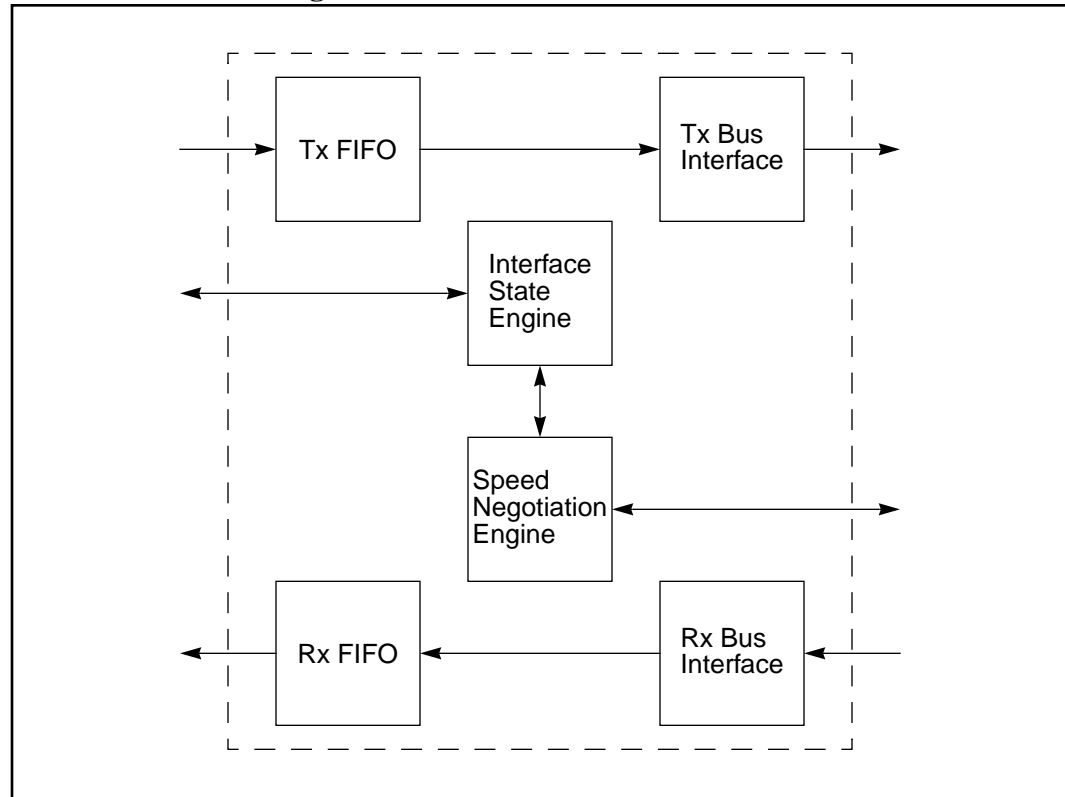 Tx FIFO
Tx Bus
Interface
Interface
State
Engine
Speed
Negotiation
Engine
Rx FIFO
Rx Bus
Interface